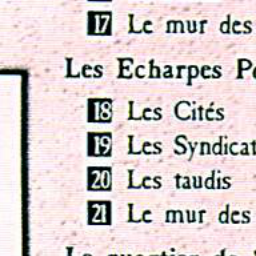 17 Le mur des
Les Echarpes
18 Les Cités
19 Les Syndicat
20 Les taudis
21 Le mur des